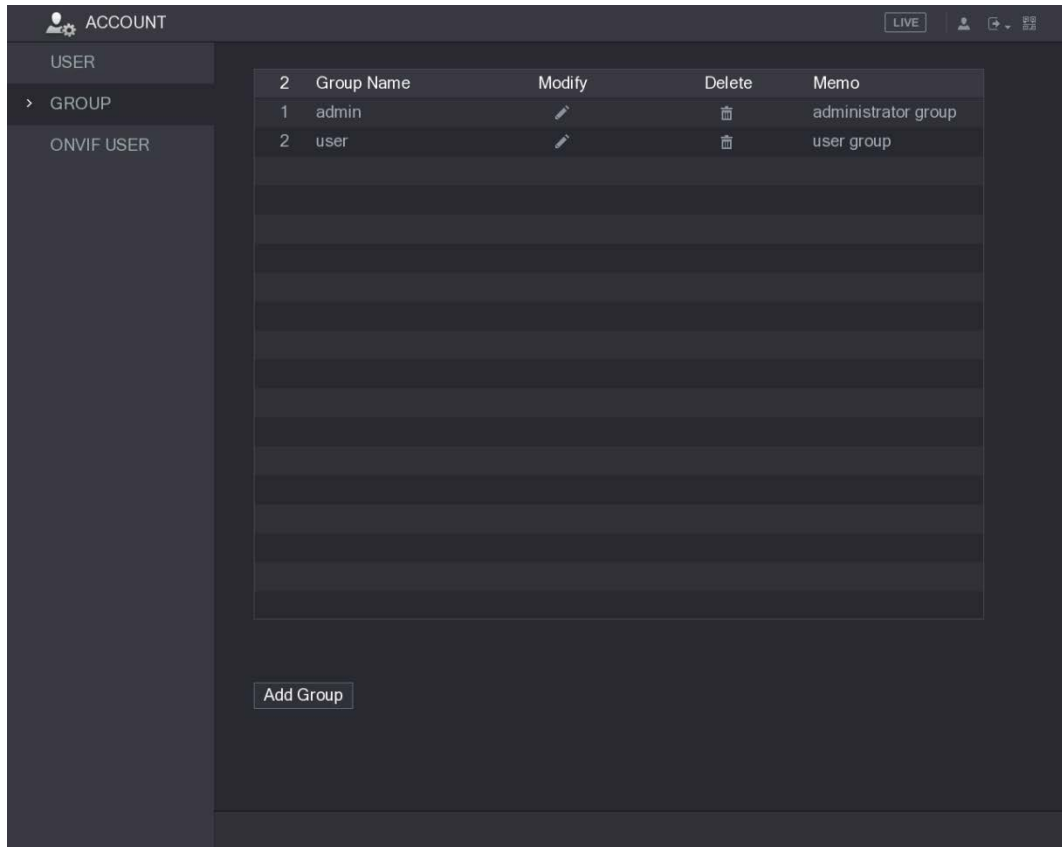 ACCOUNT
LIVE
USER
GROUP
ONVIF USER
2 Group Name Modify Delete Memo
1 admin administrator group
2 user user group
Add Group